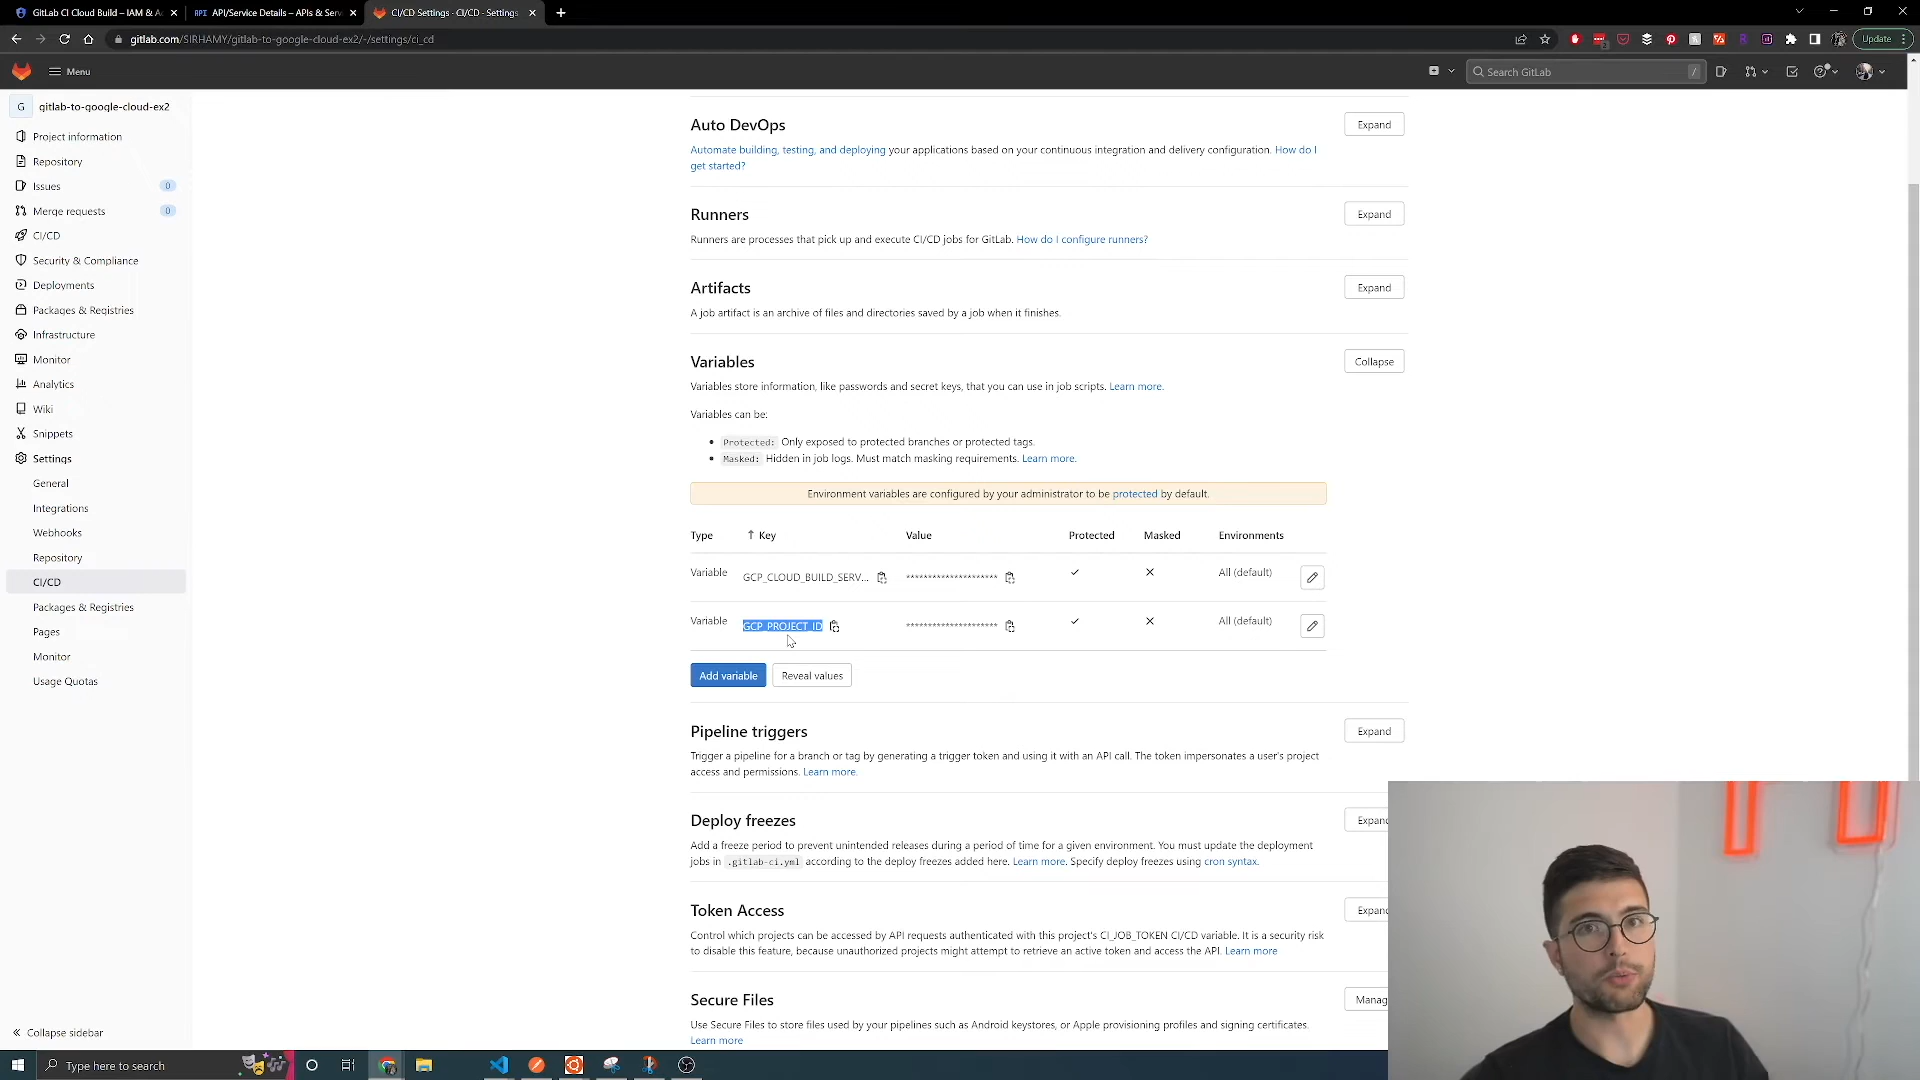 GitLab CI Cloud Build – IAM & A
API API/Service Details – APIs & Serv
CI/CD Settings · CI/CD · Settings
gitlab.com/SIRHAMY/gitlab-to-google-cloud-ex2/-/settings/ci_cd
Update
Menu
Search GitLab /
G gitlab-to-google-cloud-ex2
Project information
Repository
Issues 0
Merge requests 0
CI/CD
Security & Compliance
Deployments
Packages & Registries
Infrastructure
Monitor
Analytics
Wiki
Snippets
Settings
General
Integrations
Webhooks
Repository
CI/CD
Packages & Registries
Pages
Monitor
Usage Quotas
Collapse sidebar
Auto DevOps
Expand
Automate building, testing, and deploying your applications based on your continuous integration and delivery configuration. How do I
get started?
Runners
Expand
Runners are processes that pick up and execute CI/CD jobs for GitLab. How do I configure runners?
Artifacts
Expand
A job artifact is an archive of files and directories saved by a job when it finishes.
Variables
Collapse
Variables store information, like passwords and secret keys, that you can use in job scripts. Learn more.
Variables can be:
• Protected: Only exposed to protected branches or protected tags.
• Masked: Hidden in job logs. Must match masking requirements. Learn more.
Environment variables are configured by your administrator to be protected by default.
Type ↑ Key Value Protected Masked Environments
Variable GCP_CLOUD_BUILD_SERV... ********************* All (default)
Variable GCP_PROJECT_ID ********************* All (default)
Add variable Reveal values
Pipeline triggers
Expand
Trigger a pipeline for a branch or tag by generating a trigger token and using it with an API call. The token impersonates a user's project
access and permissions. Learn more.
Deploy freezes
Expand
Add a freeze period to prevent unintended releases during a period of time for a given environment. You must update the deployment
jobs in .gitlab-ci.yml according to the deploy freezes added here. Learn more. Specify deploy freezes using cron syntax.
Token Access
Expand
Control which projects can be accessed by API requests authenticated with this project's CI_JOB_TOKEN CI/CD variable. It is a security risk
to disable this feature, because unauthorized projects might attempt to retrieve an active token and access the API. Learn more
Secure Files
Manag
Use Secure Files to store files used by your pipelines such as Android keystores, or Apple provisioning profiles and signing certificates.
Learn more
Type here to search